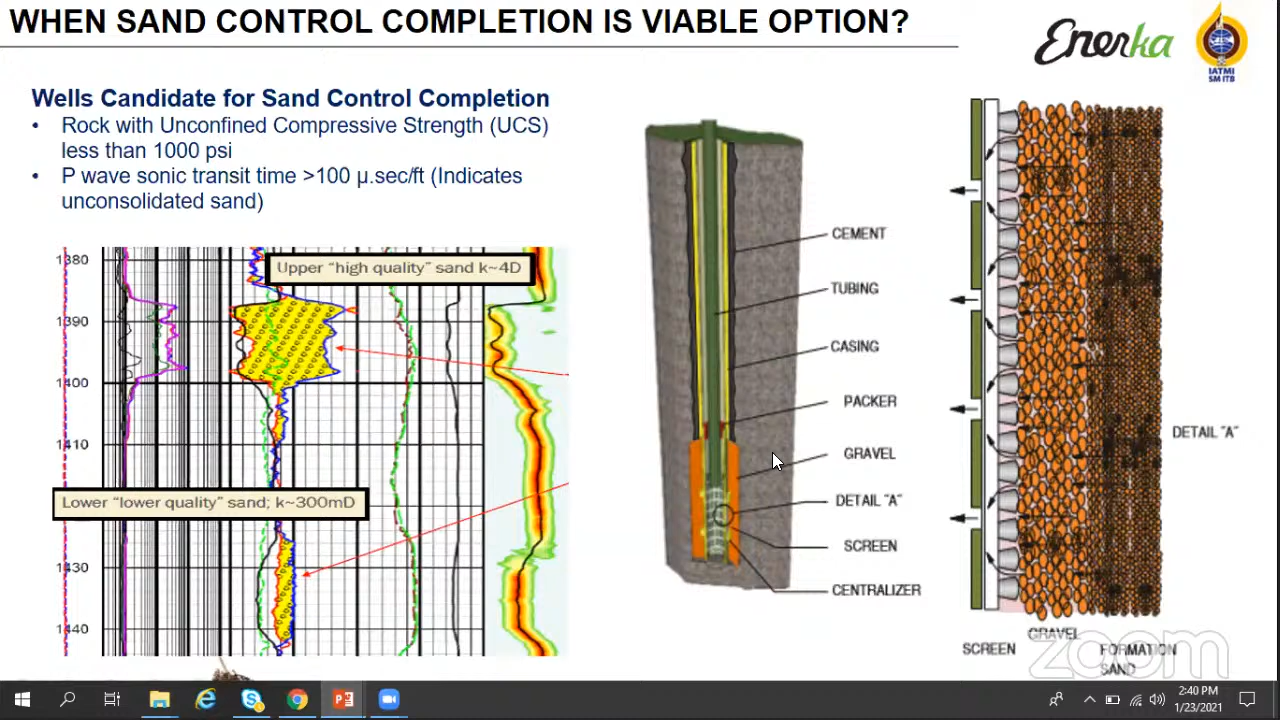 WHEN SAND CONTROL COMPLETION IS VIABLE OPTION?
Enerka
IATMI
SM ITB
Wells Candidate for Sand Control Completion
• Rock with Unconfined Compressive Strength (UCS)
less than 1000 psi
• P wave sonic transit time >100 µ.sec/ft (Indicates
unconsolidated sand)
1380
Upper “high quality” sand k~4D
1390
1400
1410
Lower “lower quality” sand; k~300mD
1430
1440
CEMENT
TUBING
CASING
PACKER
GRAVEL
DETAIL “A”
SCREEN
CENTRALIZER
DETAIL “A”
SCREEN
GRAVEL
FORMATION
SAND
zoom
2:40 PM
1/23/2021